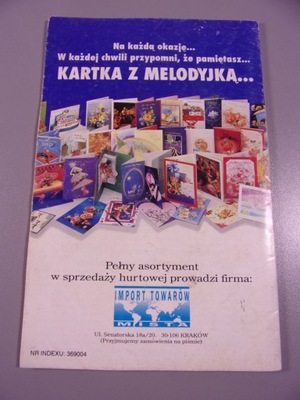 Na każdą okazję...
W każdej chwili przypomni, że pamiętasz...
KARTKA Z MELODYJKĄ...
Pełny asortyment
w sprzedaży hurtowej prowadzi firma:
IMPORT TOWARÓW
MISTA
Ul. Senatorska 18a/20, 30-106 KRAKÓW
(Przyjmujemy zamówienia na piśmie)
NR INDEXU: 369004